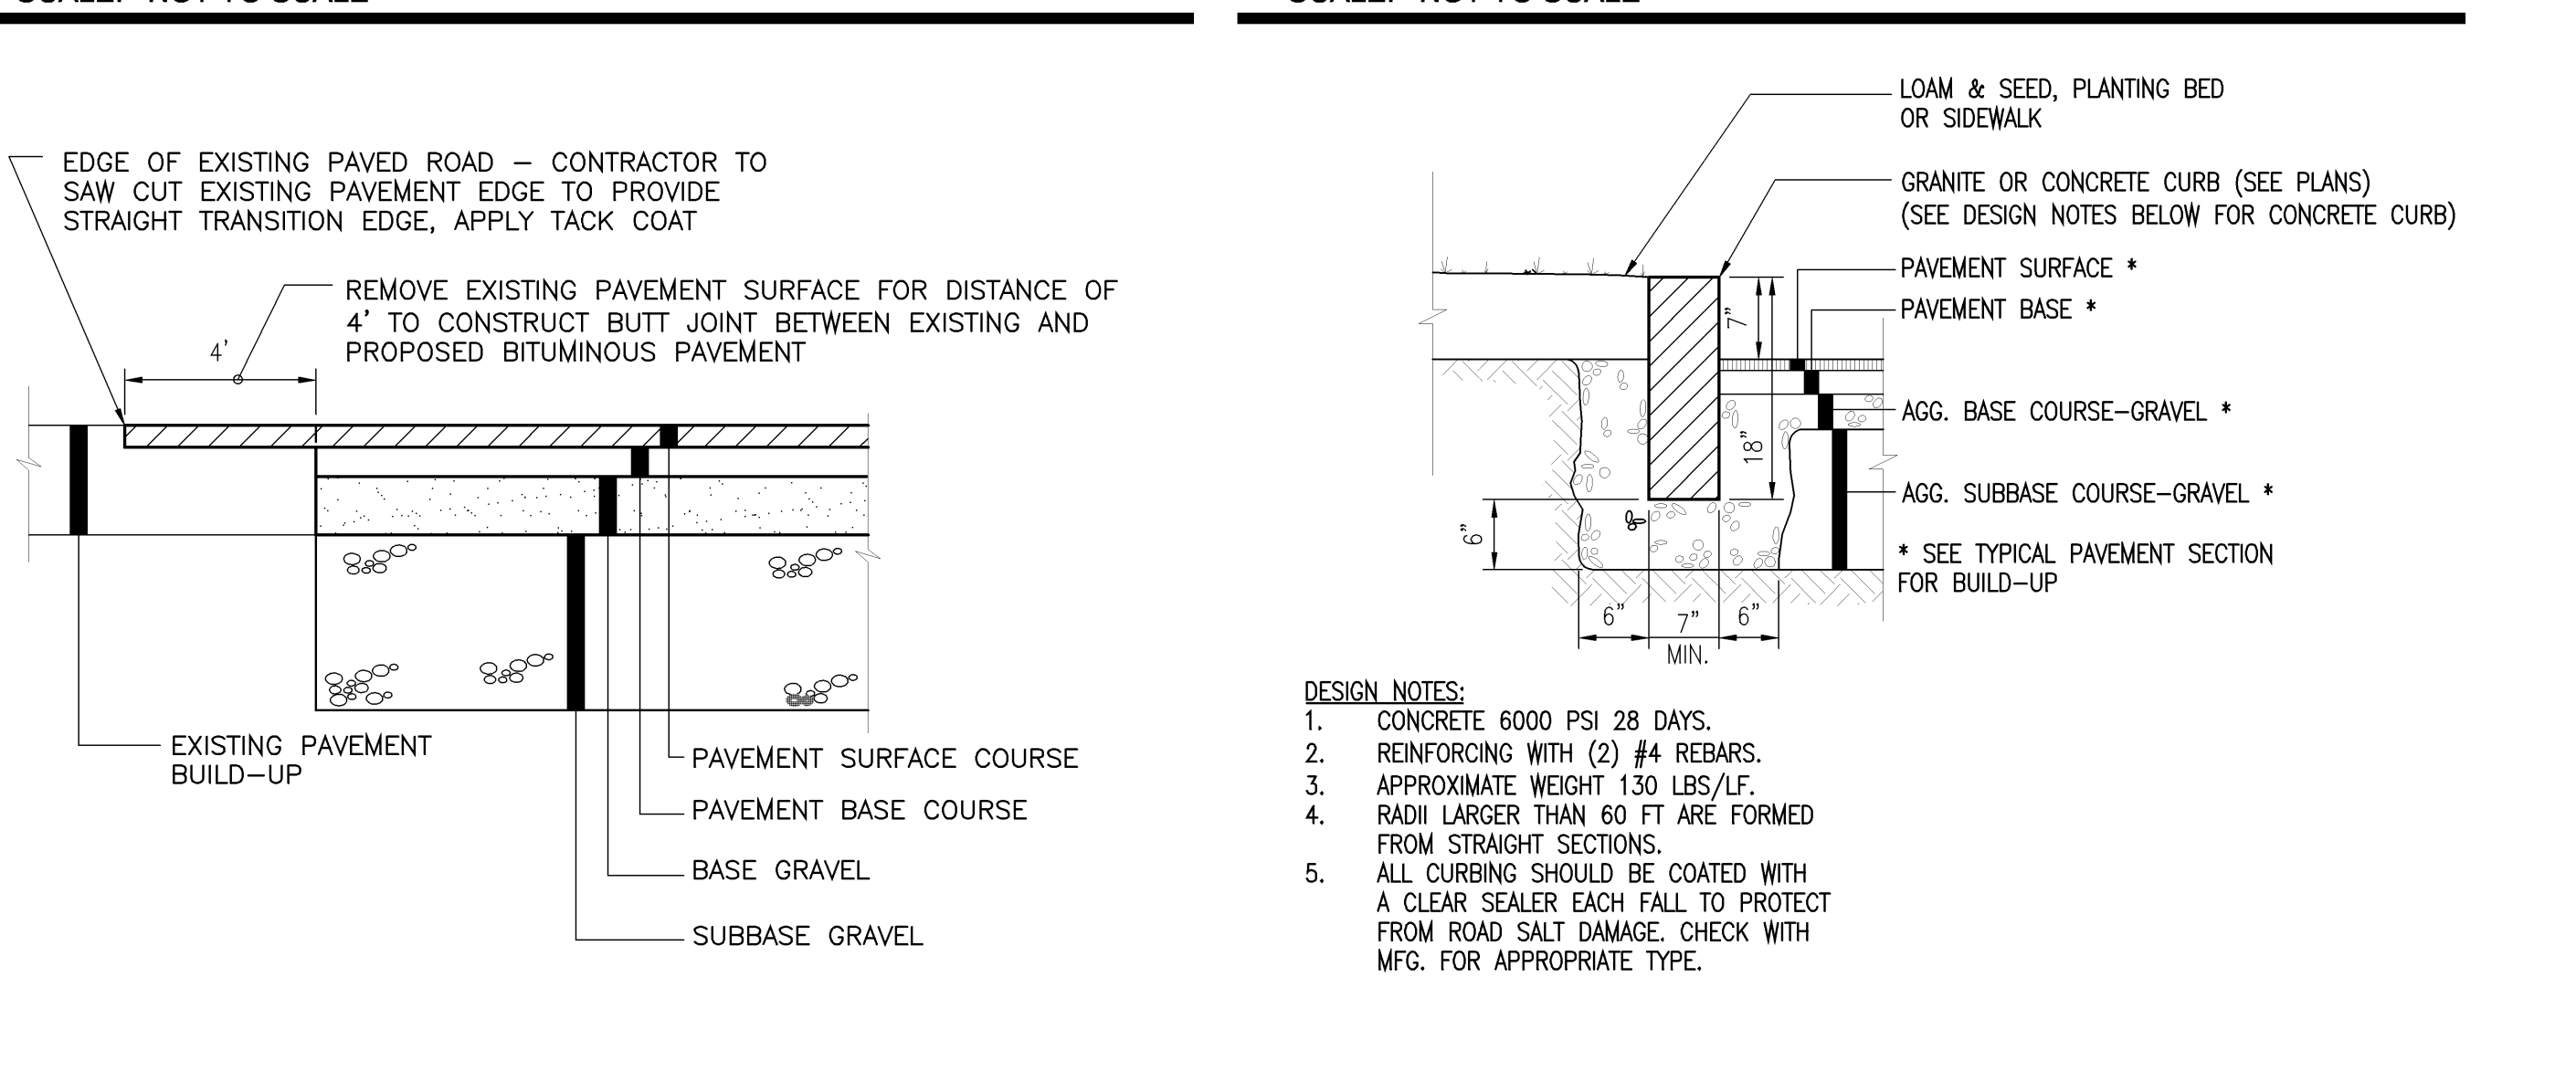 EDGE OF EXISTING PAVED ROAD – CONTRACTOR TO
SAW CUT EXISTING PAVEMENT EDGE TO PROVIDE
STRAIGHT TRANSITION EDGE, APPLY TACK COAT
REMOVE EXISTING PAVEMENT SURFACE FOR DISTANCE OF
4' TO CONSTRUCT BUTT JOINT BETWEEN EXISTING AND
PROPOSED BITUMINOUS PAVEMENT
4'
EXISTING PAVEMENT
BUILD–UP
PAVEMENT SURFACE COURSE
PAVEMENT BASE COURSE
BASE GRAVEL
SUBBASE GRAVEL
LOAM & SEED, PLANTING BED
OR SIDEWALK
GRANITE OR CONCRETE CURB (SEE PLANS)
(SEE DESIGN NOTES BELOW FOR CONCRETE CURB)
PAVEMENT SURFACE *
PAVEMENT BASE *
AGG. BASE COURSE–GRAVEL *
AGG. SUBBASE COURSE–GRAVEL *
* SEE TYPICAL PAVEMENT SECTION
FOR BUILD–UP
7"
18"
6"
6"
7"
6"
MIN.
DESIGN NOTES:
1. CONCRETE 6000 PSI 28 DAYS.
2. REINFORCING WITH (2) #4 REBARS.
3. APPROXIMATE WEIGHT 130 LBS/LF.
4. RADII LARGER THAN 60 FT ARE FORMED
FROM STRAIGHT SECTIONS.
5. ALL CURBING SHOULD BE COATED WITH
A CLEAR SEALER EACH FALL TO PROTECT
FROM ROAD SALT DAMAGE. CHECK WITH
MFG. FOR APPROPRIATE TYPE.